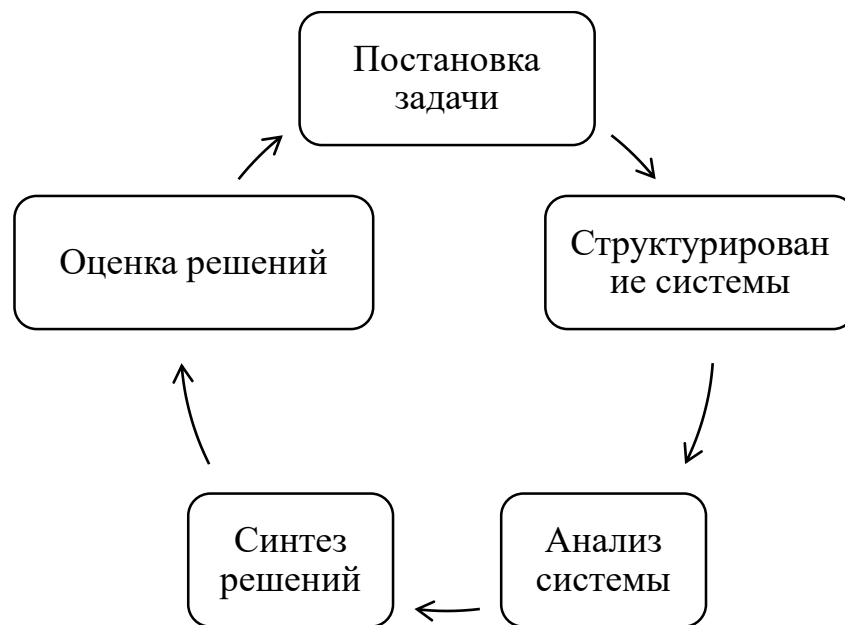 Постановка
задачи
Структурирован
ие системы
Анализ
системы
Синтез
решений
Оценка решений